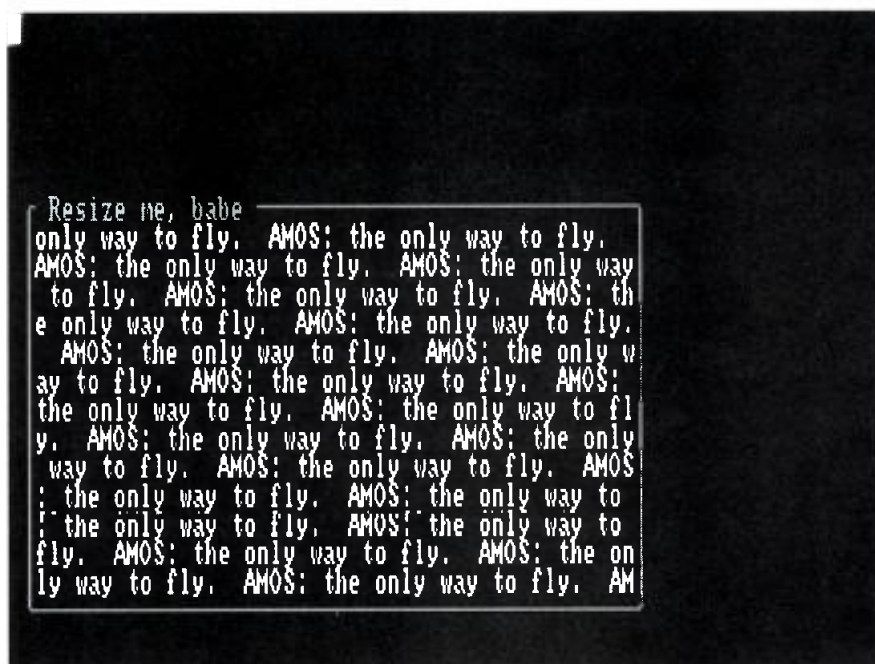 Resize me, babe
only way to fly.  AMOS: the only way to fly.
AMOS: the only way to fly.  AMOS: the only way
 to fly.  AMOS: the only way to fly.  AMOS: th
e only way to fly.  AMOS: the only way to fly.
  AMOS: the only way to fly.  AMOS: the only w
ay to fly.  AMOS: the only way to fly.  AMOS:
the only way to fly.  AMOS: the only way to fl
y.  AMOS: the only way to fly.  AMOS: the only
 way to fly.  AMOS: the only way to fly.  AMOS
: the only way to fly.  AMOS: the only way to
: the only way to fly.  AMOS: the only way to
fly.  AMOS: the only way to fly.  AMOS: the on
ly way to fly.  AMOS: the only way to fly.  AM